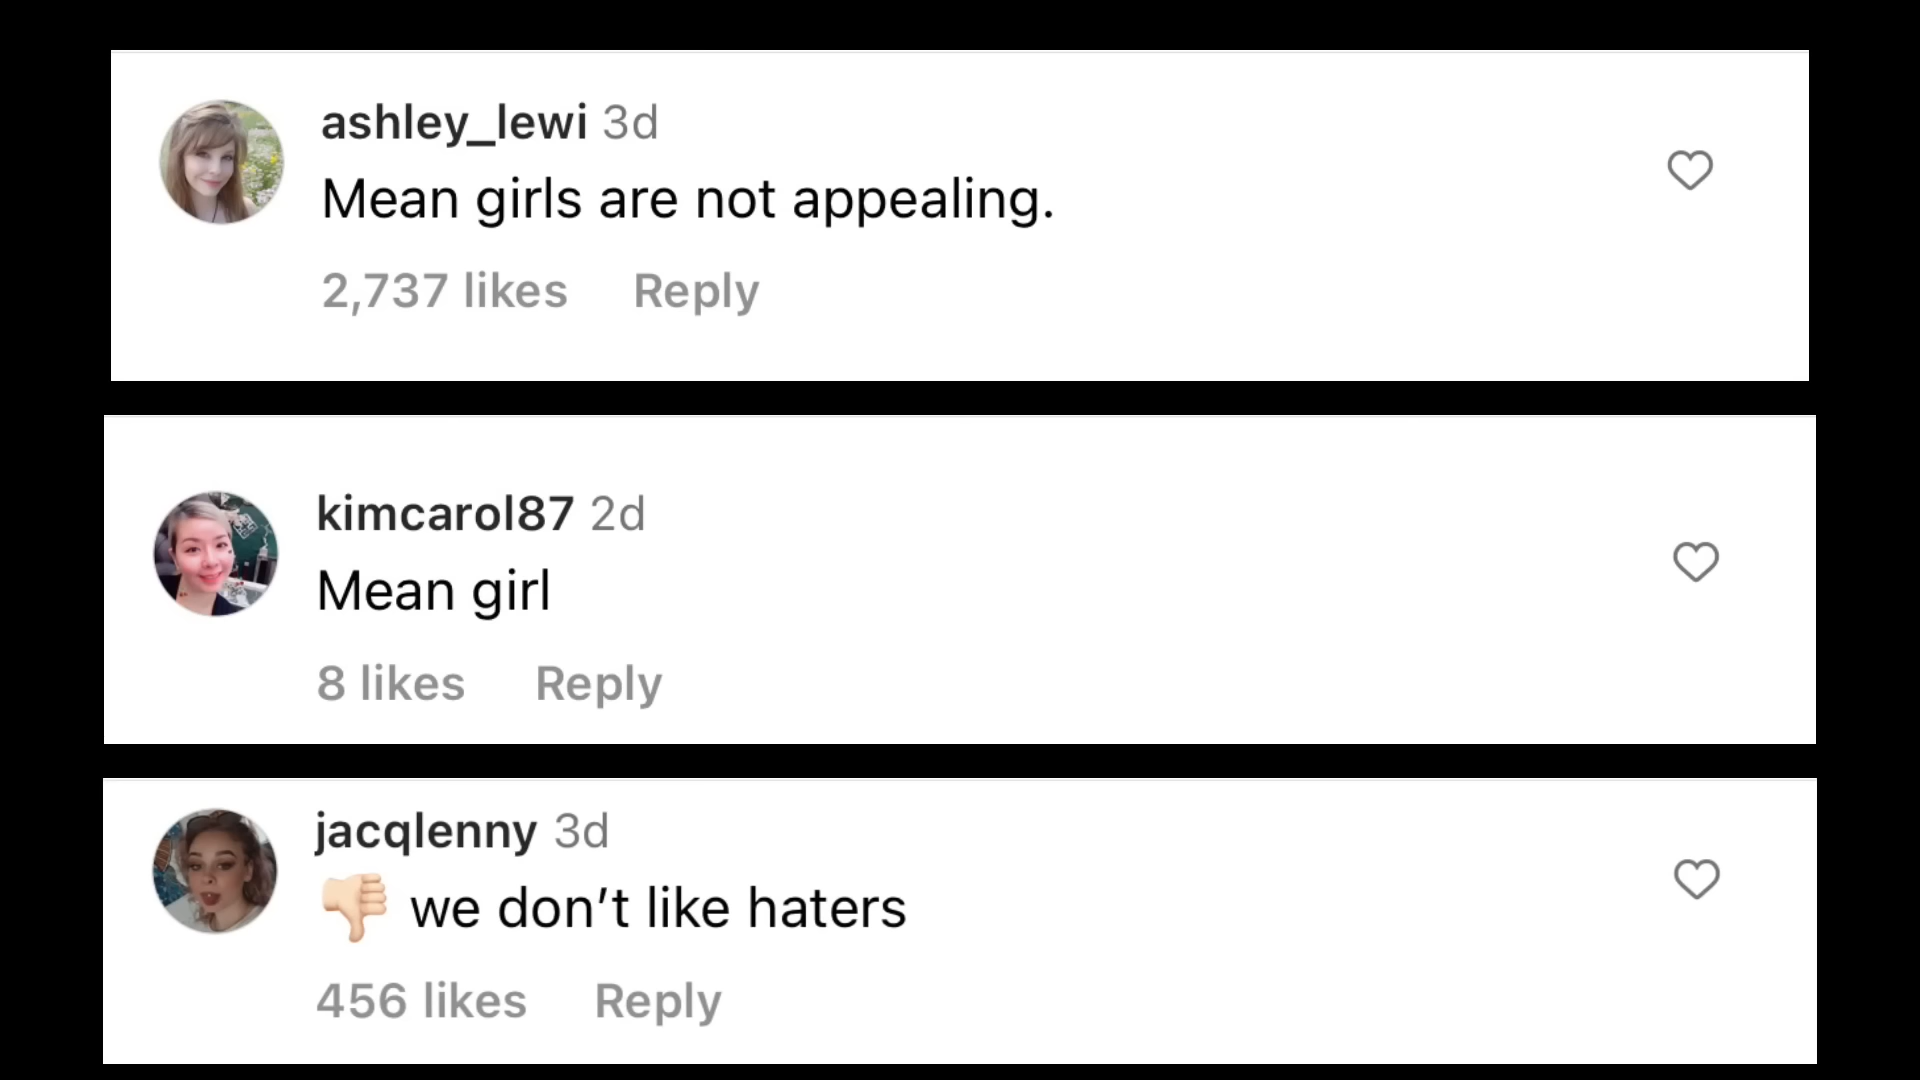 ashley_lewi 3d
Mean girls are not appealing.
2,737 likes Reply
kimcarol87 2d
Mean girl
8 likes Reply
jacqlenny 3d
👎🏻 we don’t like haters
456 likes Reply